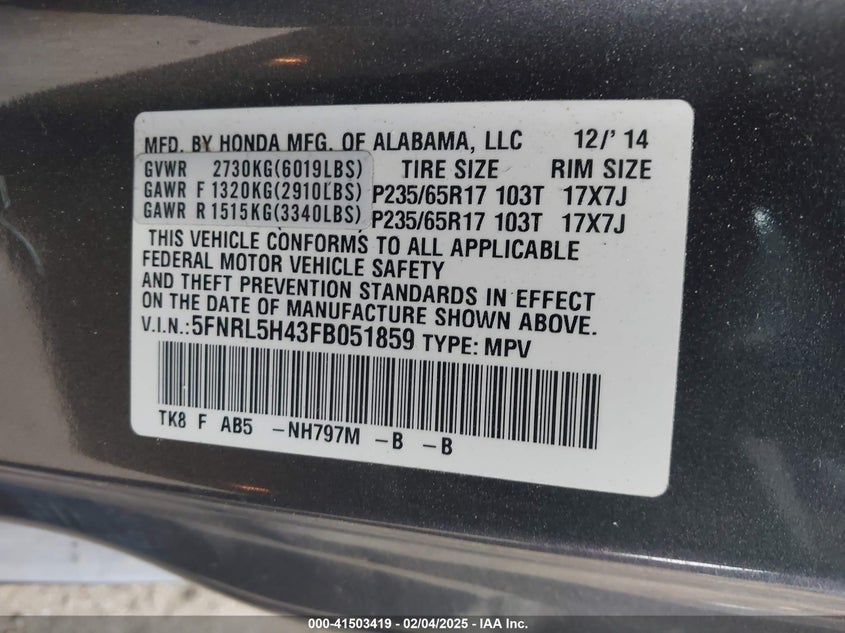 MFD. BY HONDA MFG. OF ALABAMA, LLC 12/' 14
GVWR 2730KG(6019LBS) TIRE SIZE RIM SIZE
GAWR F 1320KG(2910LBS) P235/65R17 103T 17X7J
GAWR R 1515KG(3340LBS) P235/65R17 103T 17X7J
THIS VEHICLE CONFORMS TO ALL APPLICABLE
FEDERAL MOTOR VEHICLE SAFETY
AND THEFT PREVENTION STANDARDS IN EFFECT
ON THE DATE OF MANUFACTURE SHOWN ABOVE.
V.I.N.:5FNRL5H43FB051859 TYPE: MPV
TK8 F AB5 -NH797M -B -B
000-41503419 - 02/04/2025 - IAA Inc.